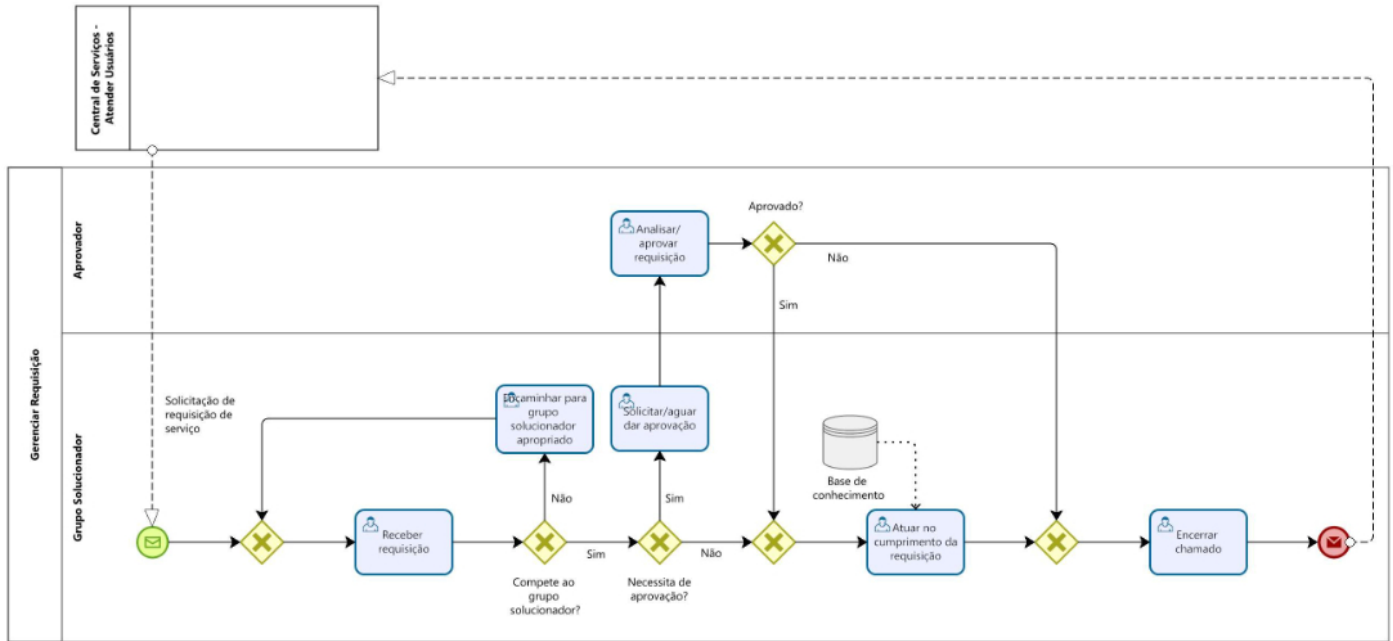 Central de Serviços -
Atender Usuários
Gerenciar Requisição
Aprovador
Analisar/
aprovar
requisição
Aprovado?
Não
Sim
Grupo Solucionador
Solicitação de
requisição de
serviço
Encaminhar para
grupo
solucionador
apropriado
Solicitar/aguar
dar aprovação
Não
Sim
Base de
conhecimento
Receber
requisição
Sim
Compete ao
grupo
solucionador?
Não
Necessita de
aprovação?
Atuar no
cumprimento da
requisição
Encerrar
chamado